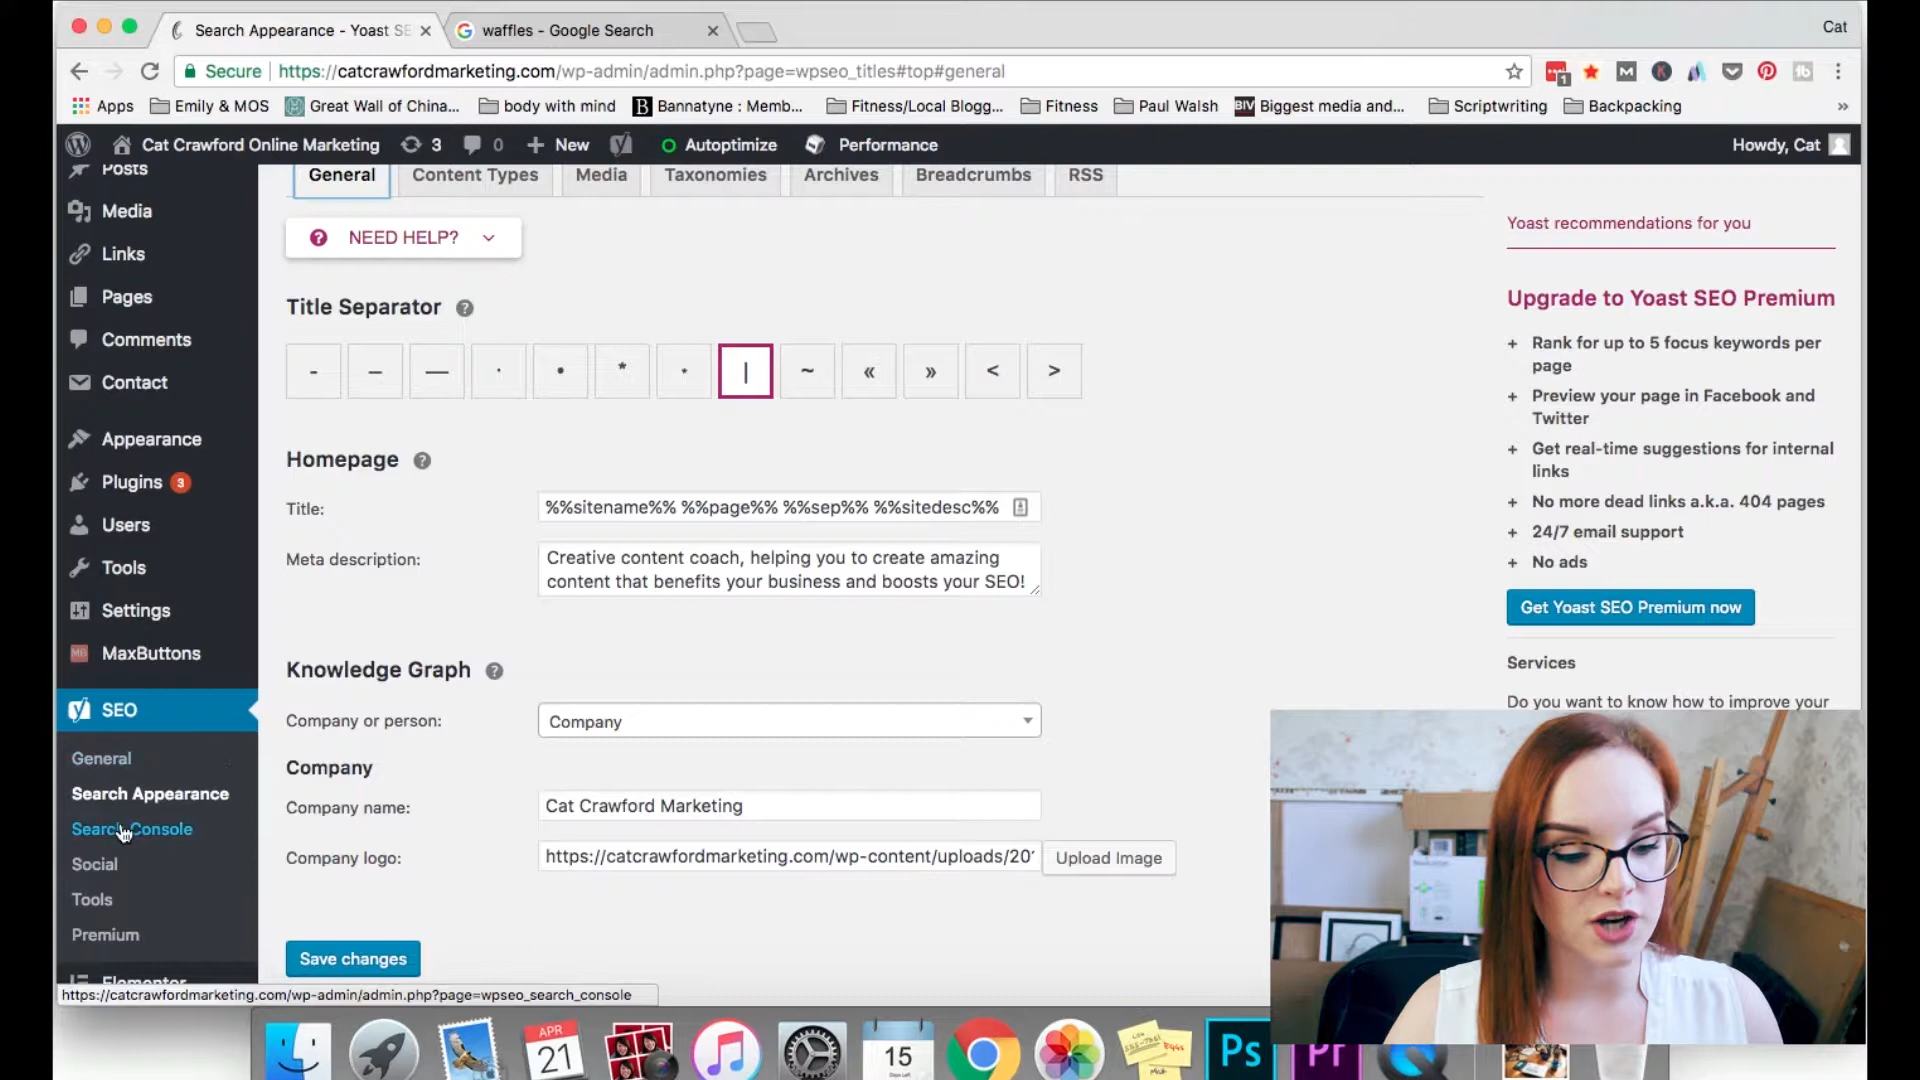 Search Appearance - Yoast SE
waffles - Google Search
Cat
Secure
https://catcrawfordmarketing.com/wp-admin/admin.php?page=wpseo_titles#top#general
1
Apps
Emily & MOS
Great Wall of China...
body with mind
B
Bannatyne : Memb...
Fitness/Local Blogg...
Fitness
Paul Walsh
BIV
Biggest media and...
Scriptwriting
Backpacking
»
Cat Crawford Online Marketing
3
0
+ New
Autoptimize
Performance
Howdy, Cat
Posts
Media
Links
Pages
Comments
Contact
Appearance
Plugins 3
Users
Tools
Settings
MB
MaxButtons
SEO
General
Search Appearance
Search Console
Social
Tools
Premium
Elementor
General
Content Types
Media
Taxonomies
Archives
Breadcrumbs
RSS
? NEED HELP?
Title Separator ?
- – — · • * ⋆ | ~ « » < >
Homepage ?
Title:
%%sitename%% %%page%% %%sep%% %%sitedesc%%
Meta description:
Creative content coach, helping you to create amazing
content that benefits your business and boosts your SEO!
Knowledge Graph ?
Company or person:
Company
Company
Company name:
Cat Crawford Marketing
Company logo:
https://catcrawfordmarketing.com/wp-content/uploads/20
Upload Image
Save changes
Yoast recommendations for you
Upgrade to Yoast SEO Premium
+ Rank for up to 5 focus keywords per
page
+ Preview your page in Facebook and
Twitter
+ Get real-time suggestions for internal
links
+ No more dead links a.k.a. 404 pages
+ 24/7 email support
+ No ads
Get Yoast SEO Premium now
Services
Do you want to know how to improve your
https://catcrawfordmarketing.com/wp-admin/admin.php?page=wpseo_search_console
APR
21
15
Ps
Pr